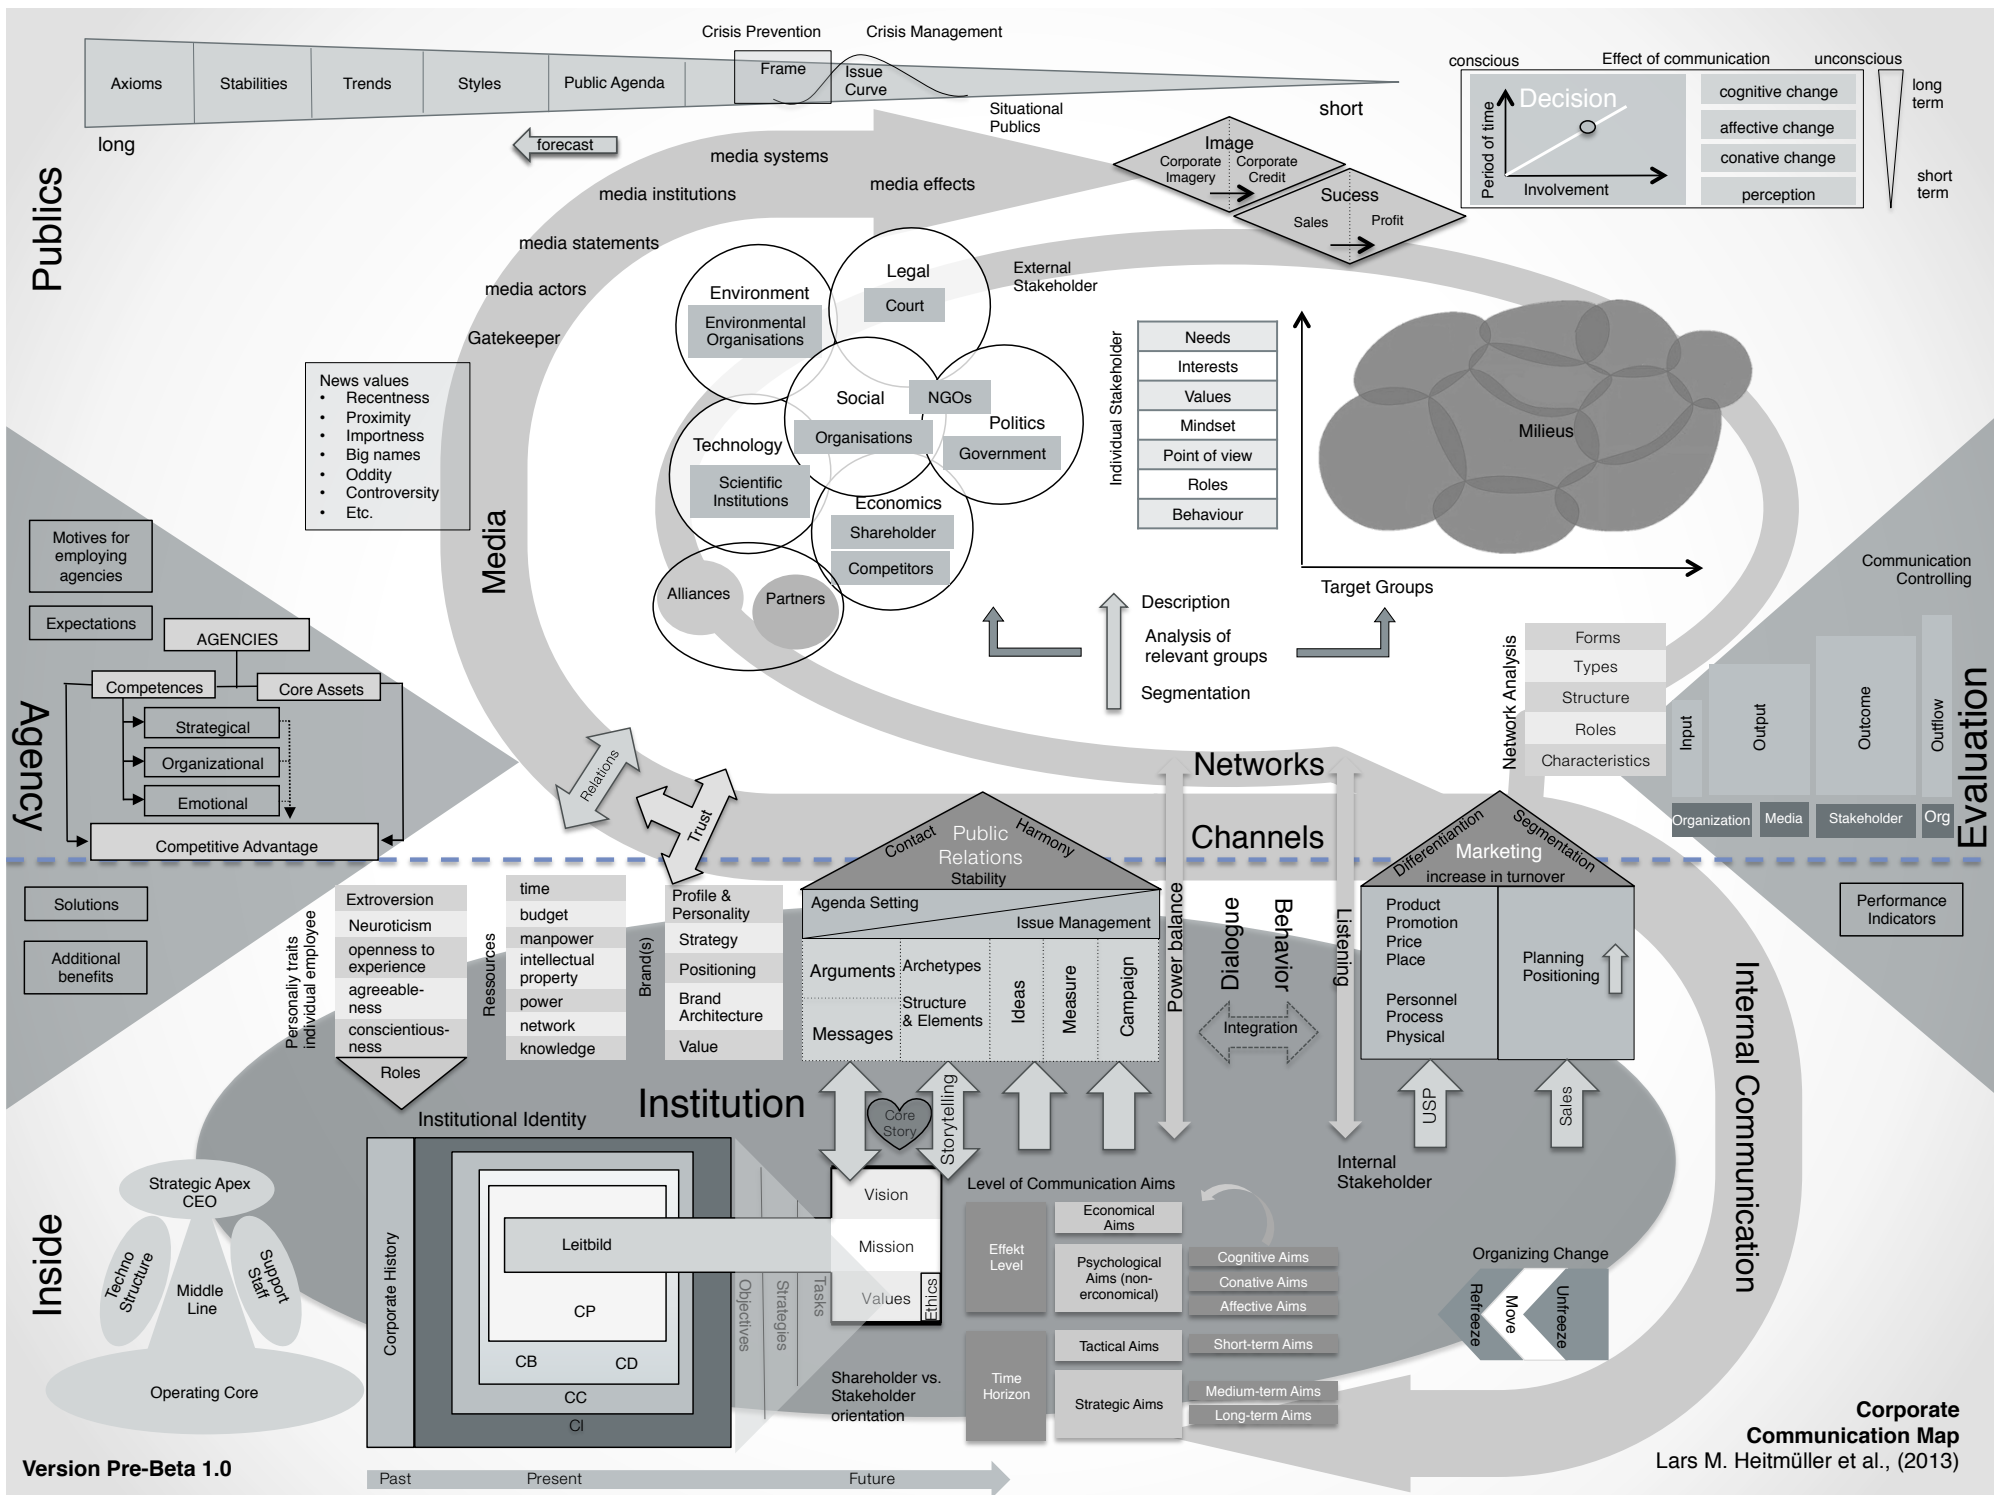 Crisis Prevention
Crisis Management
Axioms
Stabilities
Trends
Styles
Public Agenda
Frame
Issue
Curve
long
forecast
Situational
Publics
short
conscious
Effect of communication
unconscious
Period of time
Decision
Involvement
cognitive change
affective change
conative change
perception
long
term
short
term
Publics
media systems
media institutions
media effects
media statements
media actors
Gatekeeper
Image
Corporate
Imagery
Corporate
Credit
Sucess
Sales
Profit
News values
• Recentness
• Proximity
• Importness
• Big names
• Oddity
• Controversity
• Etc.
Media
Environment
Environmental
Organisations
Legal
Court
External
Stakeholder
Social
NGOs
Organisations
Politics
Government
Technology
Scientific
Institutions
Economics
Shareholder
Competitors
Alliances
Partners
Individual Stakeholder
Needs
Interests
Values
Mindset
Point of view
Roles
Behaviour
Milieus
Target Groups
Description
Analysis of
relevant groups
Segmentation
Motives for
employing
agencies
Expectations
AGENCIES
Competences
Core Assets
Strategical
Organizational
Emotional
Competitive Advantage
Agency
Solutions
Additional
benefits
Communication
Controlling
Network Analysis
Forms
Types
Structure
Roles
Characteristics
Input
Output
Outcome
Outflow
Organization
Media
Stakeholder
Org
Evaluation
Performance
Indicators
Relations
Trust
Networks
Channels
Contact
Harmony
Public
Relations
Stability
Agenda Setting
Issue Management
Arguments
Messages
Archetypes
Structure
& Elements
Ideas
Measure
Campaign
Power balance
Dialogue
Behavior
Listening
Integration
Differentiantion
Segmentation
Marketing
increase in turnover
Product
Promotion
Price
Place
Personnel
Process
Physical
Planning
Positioning
USP
Sales
Internal Communication
Personaliy traits
individual employee
Extroversion
Neuroticism
openness to
experience
agreeable-
ness
conscientious-
ness
Roles
Ressources
time
budget
manpower
intellectual
property
power
network
knowledge
Brand(s)
Profile &
Personality
Strategy
Positioning
Brand
Architecture
Value
Institution
Core
Story
Storytelling
Institutional Identity
Corporate History
Leitbild
CP
CB
CD
CC
CI
Objectives
Strategies
Tasks
Vision
Mission
Values
Ethics
Shareholder vs.
Stakeholder
orientation
Level of Communication Aims
Effekt
Level
Economical
Aims
Psychological
Aims (non-
erconomical)
Cognitive Aims
Conative Aims
Affective Aims
Time
Horizon
Tactical Aims
Short-term Aims
Strategic Aims
Medium-term Aims
Long-term Aims
Internal
Stakeholder
Organizing Change
Refreeze
Move
Unfreeze
Inside
Strategic Apex
CEO
Techno
Structure
Middle
Line
Support
Staff
Operating Core
Past
Present
Future
Version Pre-Beta 1.0
Corporate
Communication Map
Lars M. Heitmüller et al., (2013)